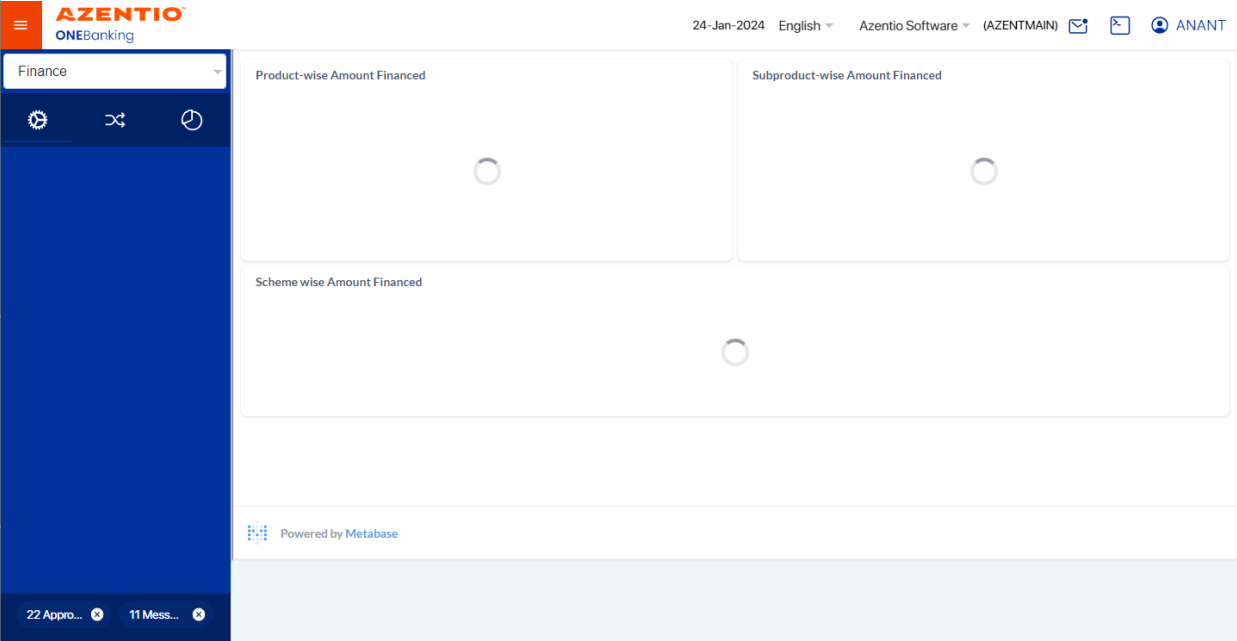 AZENTIO™
ONEBanking
24-Jan-2024 English Azentio Software (AZENTMAIN) ANANT
Finance
Product-wise Amount Financed
Subproduct-wise Amount Financed
Scheme wise Amount Financed
Powered by Metabase
22 Appro... 11 Mess...